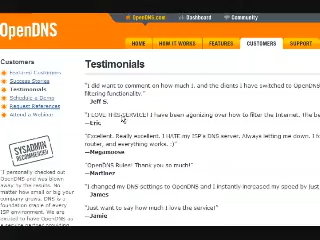 OpenDNS.com Dashboard Community
OpenDNS
HOME HOW IT WORKS FEATURES CUSTOMERS SUPPORT
Customers
Featured Customers
Success Stories
Testimonials
Schedule a Demo
Request References
Attend a Webinar
SYSADMIN
RECOMMENDED
"I personally checked
out OpenDNS and was
blown away by the results. No
matter how small or big your
company grows, DNS is a
foundation piece of every
ISP environment. We are
excited to have OpenDNS as
Testimonials
"I did want to comment on how much I, and the clients I have switched to OpenDNS
filtering functionality."
Jeff S.
"I LOVE THIS SERVICE! I have been agonizing over how to filter the Internet. The be
—Eric
"Excellent. Really excellent. I HATE my ISP's DNS server. Always letting me down. I fo
router, and everything works. :)"
—Megamoose
"OpenDNS Rules! Thank you so much!"
—Martinez
"I changed my DNS settings to OpenDNS and I instantly increased my speed by just
—James
"Just want to say how much I love the service!"
—Jamie